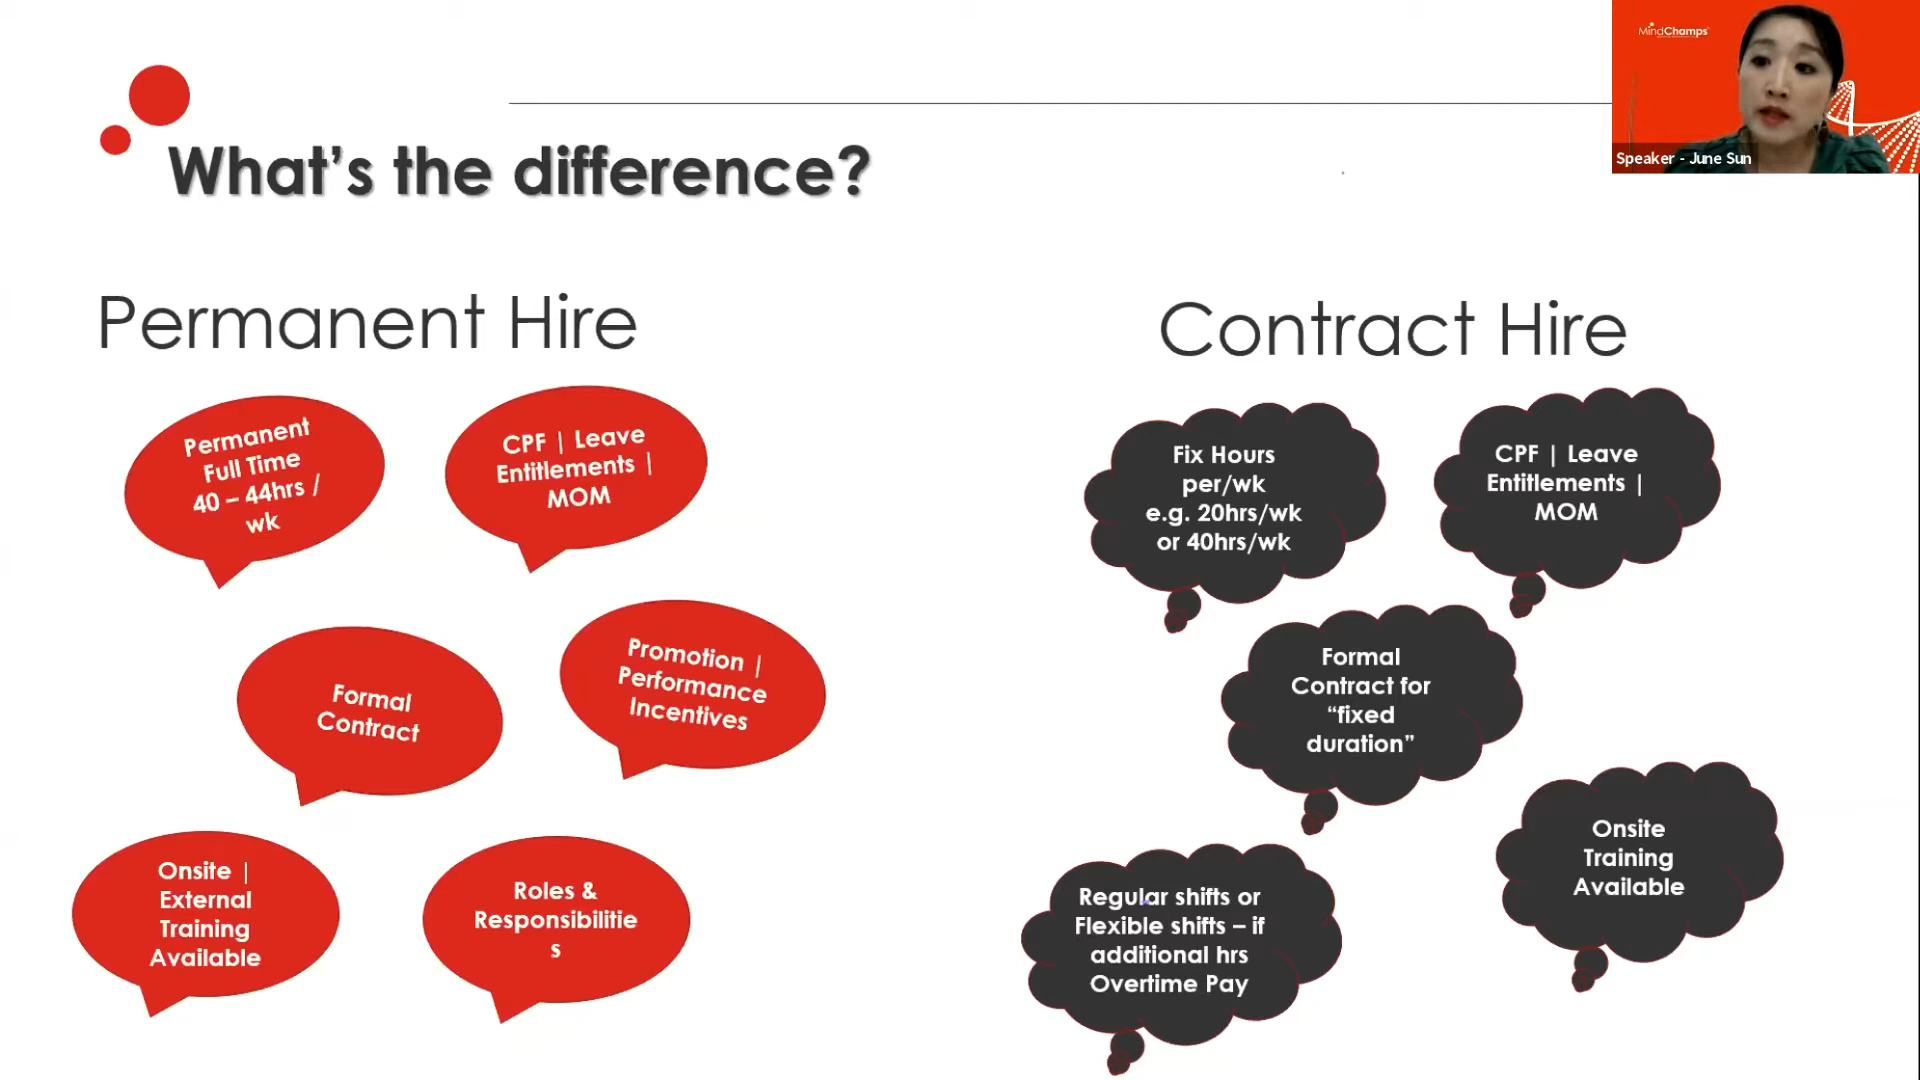 MindChamps
Speaker - June Sun
What's the difference?
Permanent Hire
Permanent
Full Time
40 – 44hrs /
wk
CPF | Leave
Entitlements |
MOM
Formal
Contract
Promotion |
Performance
Incentives
Onsite |
External
Training
Available
Roles &
Responsibilitie
s
Contract Hire
Fix Hours
per/wk
e.g. 20hrs/wk
or 40hrs/wk
CPF | Leave
Entitlements |
MOM
Formal
Contract for
“fixed
duration”
Regular shifts or
Flexible shifts – if
additional hrs
Overtime Pay
Onsite
Training
Available